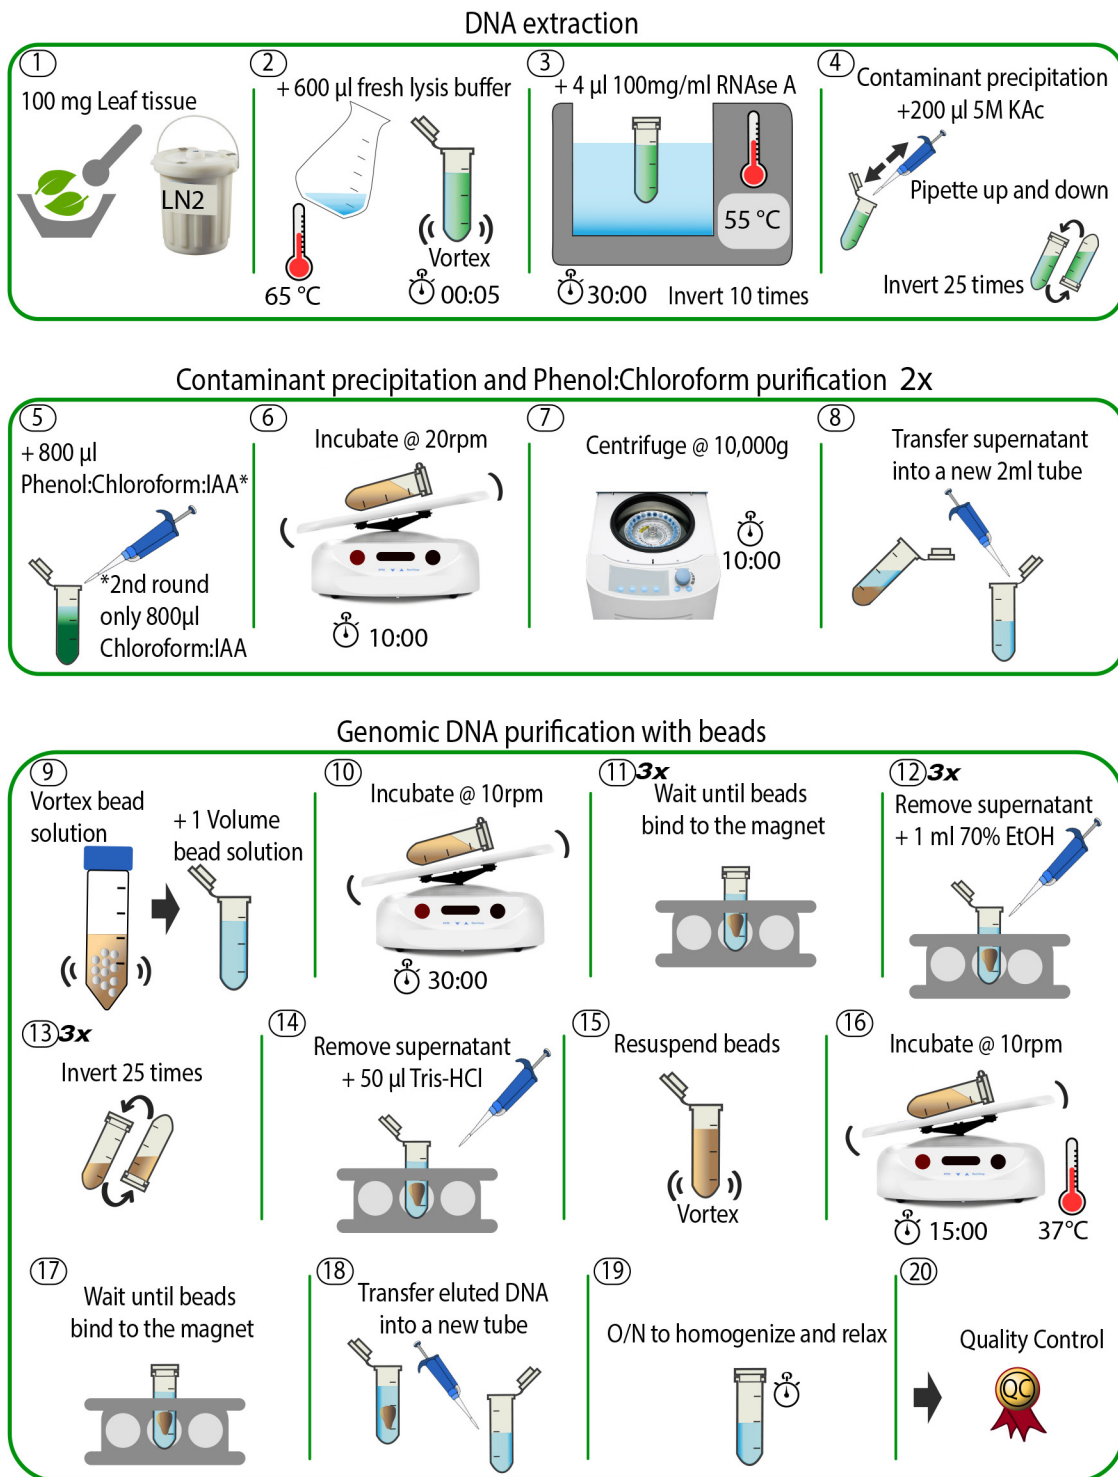 DNA extraction
1
100 mg Leaf tissue
LN2
2
+ 600 µl fresh lysis buffer
65 °C
Vortex
00:05
3
+ 4 µl 100mg/ml RNAse A
55 °C
30:00
Invert 10 times
4
Contaminant precipitation
+200 µl 5M KAc
Pipette up and down
Invert 25 times
Contaminant precipitation and Phenol:Chloroform purification 2x
5
+ 800 µl
Phenol:Chloroform:IAA*
*2nd round
only 800µl
Chloroform:IAA
6
Incubate @ 20rpm
10:00
7
Centrifuge @ 10,000g
10:00
8
Transfer supernatant
into a new 2ml tube
Genomic DNA purification with beads
9
Vortex bead
solution
+ 1 Volume
bead solution
10
Incubate @ 10rpm
30:00
11 3x
Wait until beads
bind to the magnet
12 3x
Remove supernatant
+ 1 ml 70% EtOH
13 3x
Invert 25 times
14
Remove supernatant
+ 50 µl Tris-HCl
15
Resuspend beads
Vortex
16
Incubate @ 10rpm
15:00
37°C
17
Wait until beads
bind to the magnet
18
Transfer eluted DNA
into a new tube
19
O/N to homogenize and relax
20
Quality Control
QC